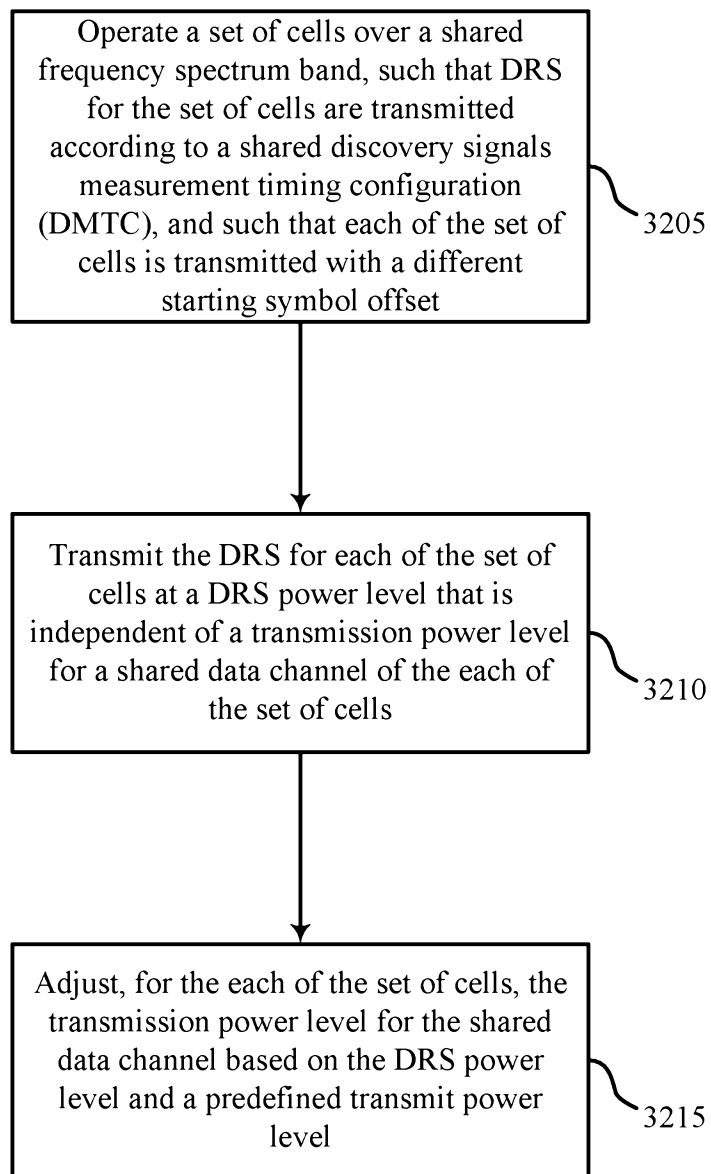 Operate a set of cells over a shared
frequency spectrum band, such that DRS
for the set of cells are transmitted
according to a shared discovery signals
measurement timing configuration
(DMTC), and such that each of the set of
cells is transmitted with a different
starting symbol offset
3205
Transmit the DRS for each of the set of
cells at a DRS power level that is
independent of a transmission power level
for a shared data channel of the each of
the set of cells
3210
Adjust, for the each of the set of cells, the
transmission power level for the shared
data channel based on the DRS power
level and a predefined transmit power
level
3215